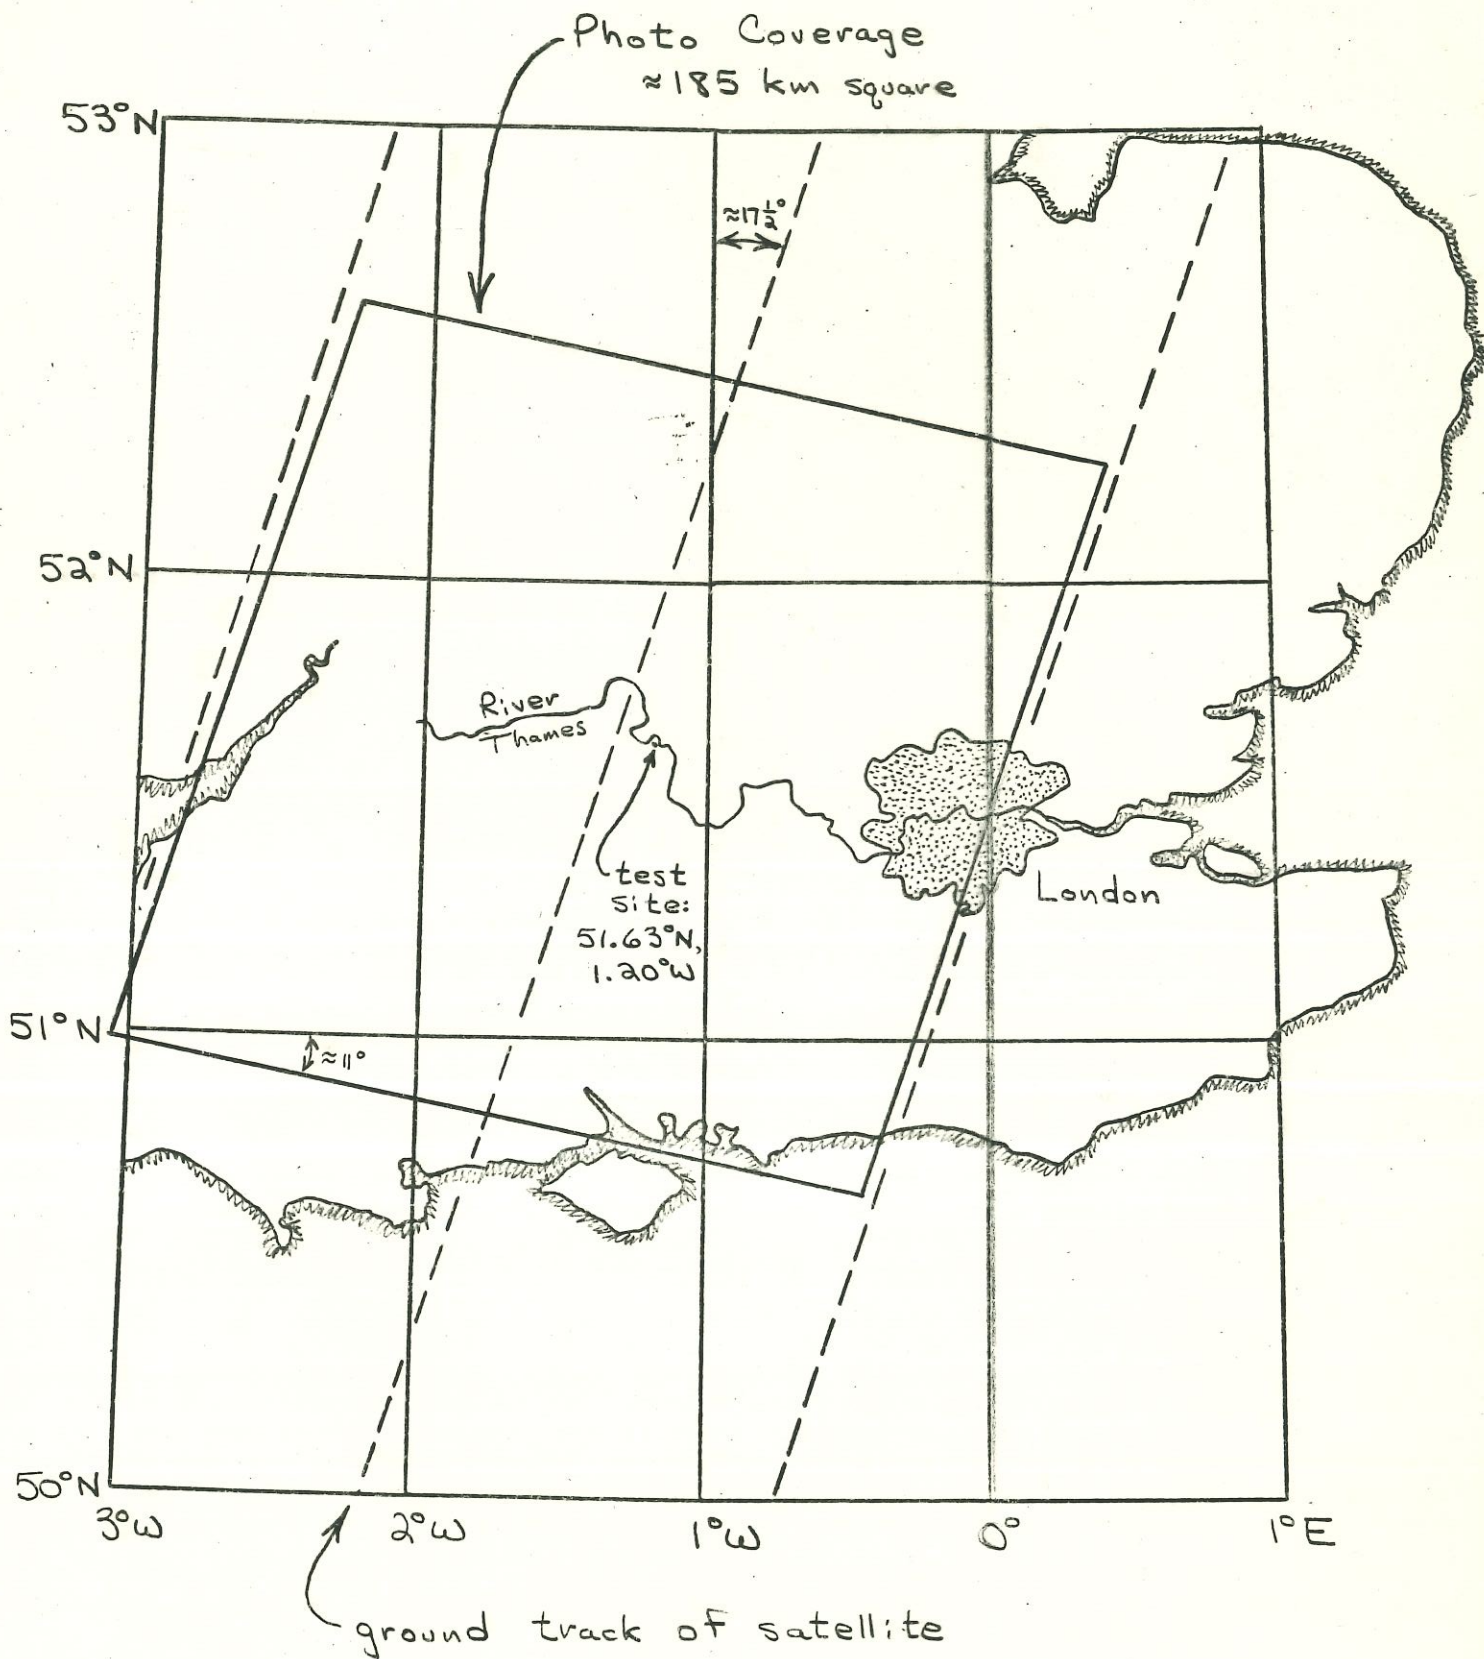 Photo Coverage
≈185 km square
53°N
≈17½°
52°N
River
Thames
test
site:
51.63°N,
1.20°W
London
51°N
≈11°
50°N
3°W
2°W
1°W
0°
1°E
ground track of satellite